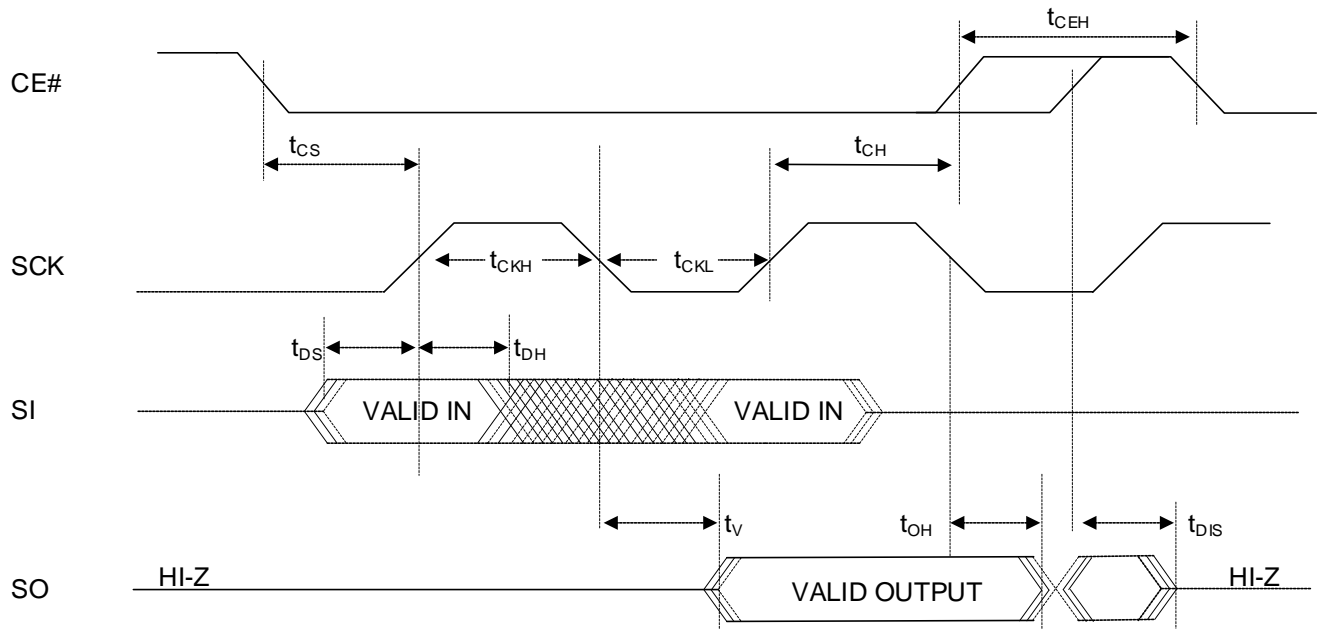 tCEH
CE#
tCS
tCH
SCK
tCKH
tCKL
tDS
tDH
SI
VALID IN
VALID IN
tV
tOH
tDIS
SO
HI-Z
VALID OUTPUT
HI-Z